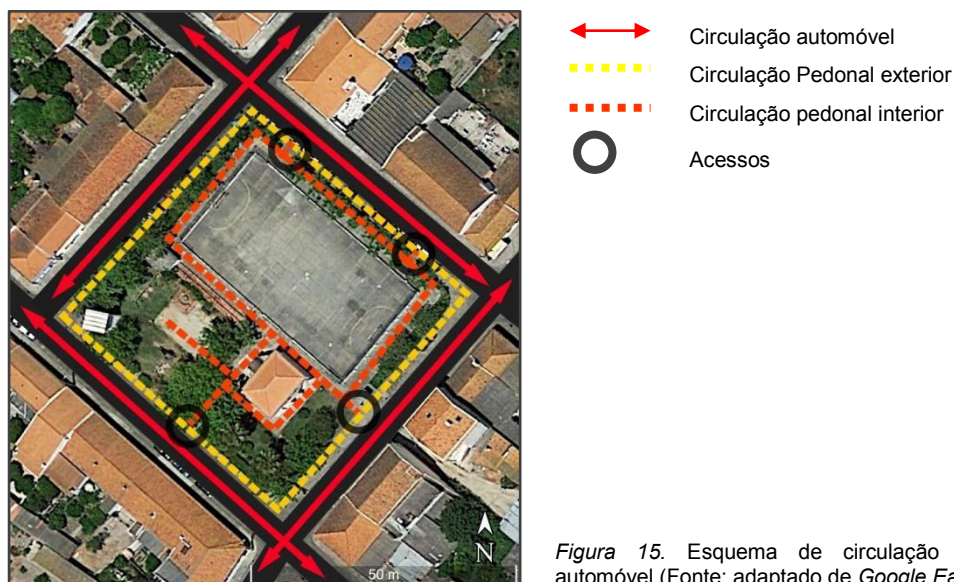 Circulação automóvel
Circulação Pedonal exterior
Circulação pedonal interior
Acessos
N
50 m
Figura 15. Esquema de circulação
automóvel (Fonte: adaptado de Google